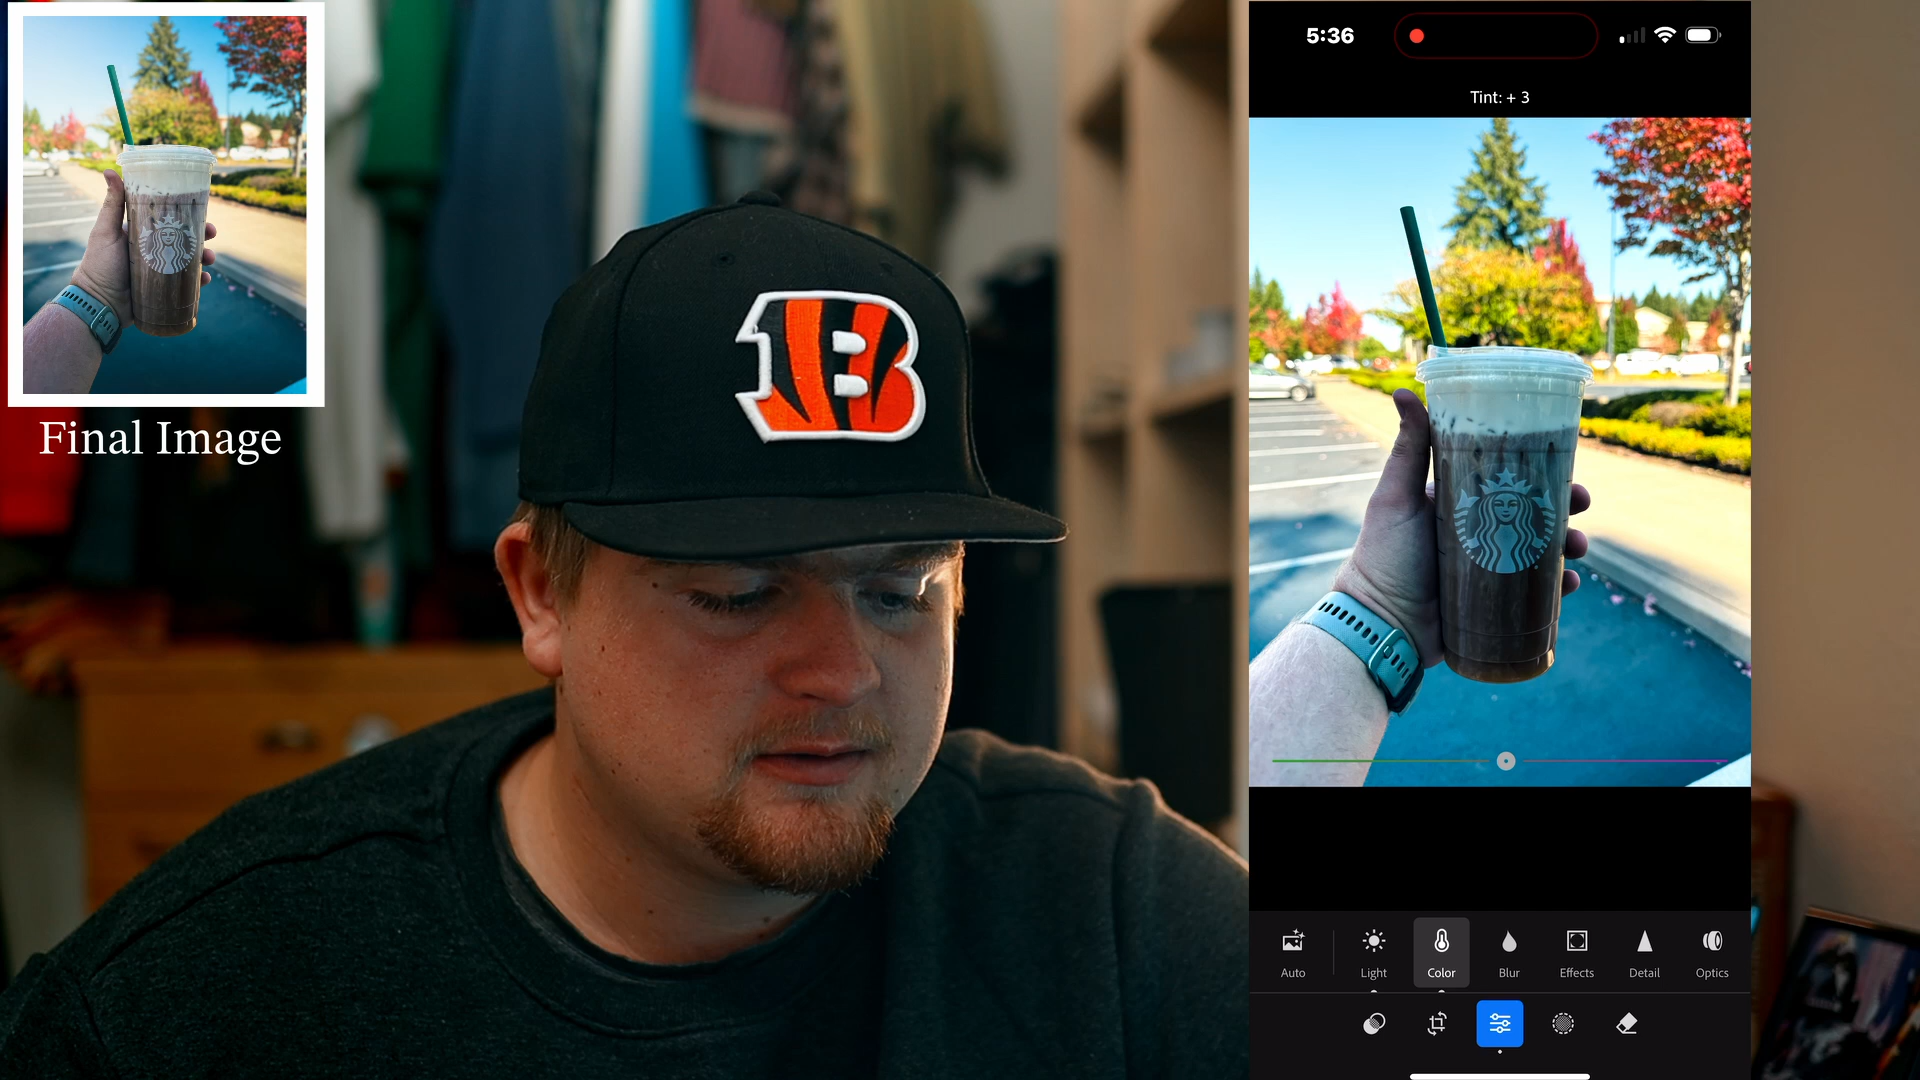 Final Image
5:36
Tint: + 3
B
Auto
Light
Color
Blur
Effects
Detail
Optics